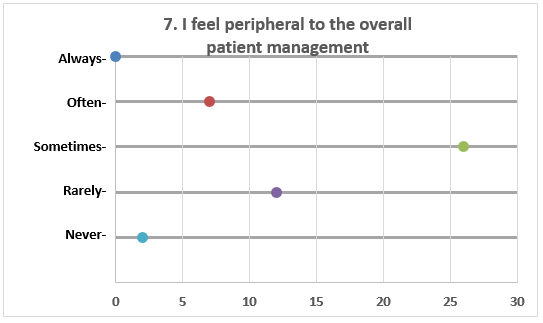 7. I feel peripheral to the overall
patient management
Always-
Often-
Sometimes-
Rarely-
Never-
0 5 10 15 20 25 30